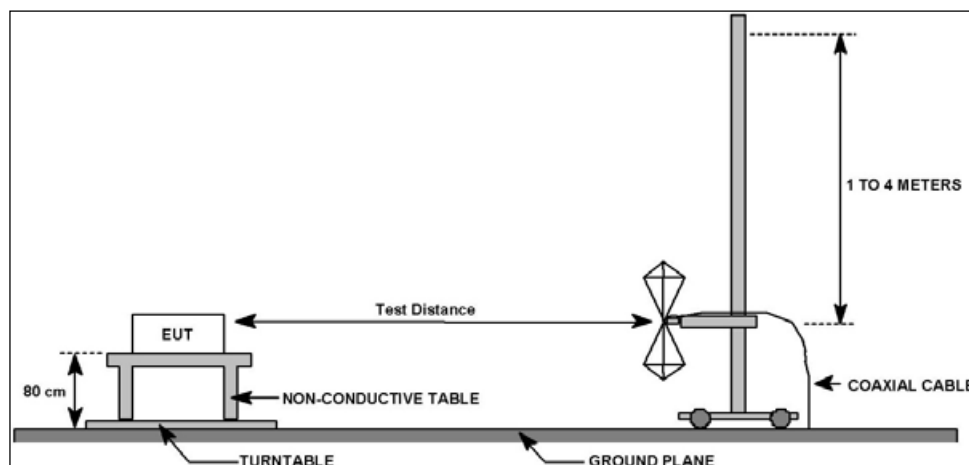 1 TO 4 METERS
Test Distance
EUT
80 cm
NON-CONDUCTIVE TABLE
COAXIAL CABLE
TURNTABLE
GROUND PLANE